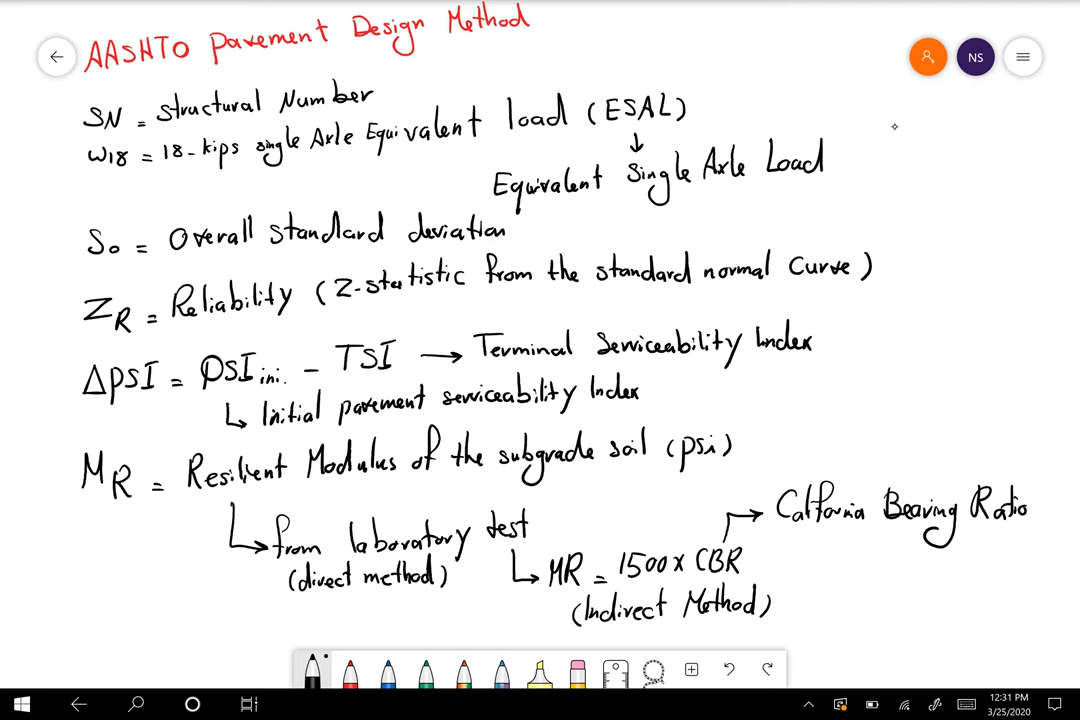 AASHTO Pavement Design Method
NS
SN = Structural Number
W18 = 18-kips single Axle Equivalent load (ESAL)
Equivalent Single Axle Load
So = Overall standard deviation
ZR = Reliability (Z-statistic from the standard normal Curve)
ΔPSI = PSI ini. - TSI → Terminal Serviceability Index
↳ Initial pavement serviceability Index
MR = Resilient Modulus of the subgrade soil (psi)
↳ from laboratory test
(direct method)
↳ MR = 1500 x CBR → California Bearing Ratio
(Indirect Method)
12:31 PM
3/25/2020